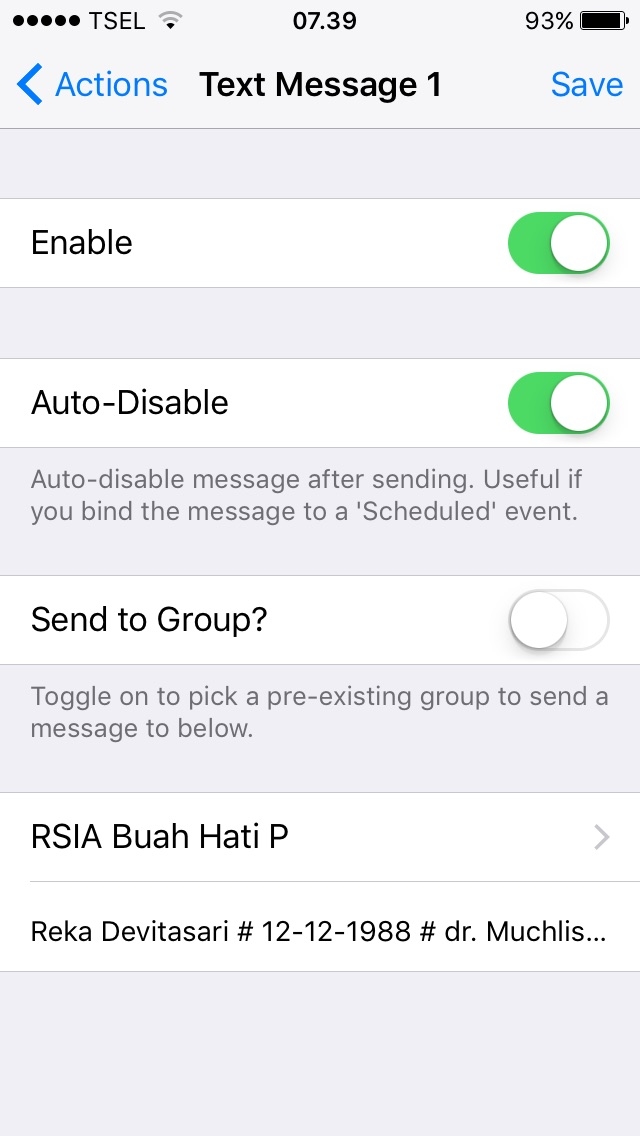 TSEL 07.39 93%
Actions Text Message 1 Save
Enable
Auto-Disable
Auto-disable message after sending. Useful if
you bind the message to a 'Scheduled' event.
Send to Group?
Toggle on to pick a pre-existing group to send a
message to below.
RSIA Buah Hati P
Reka Devitasari # 12-12-1988 # dr. Muchlis...